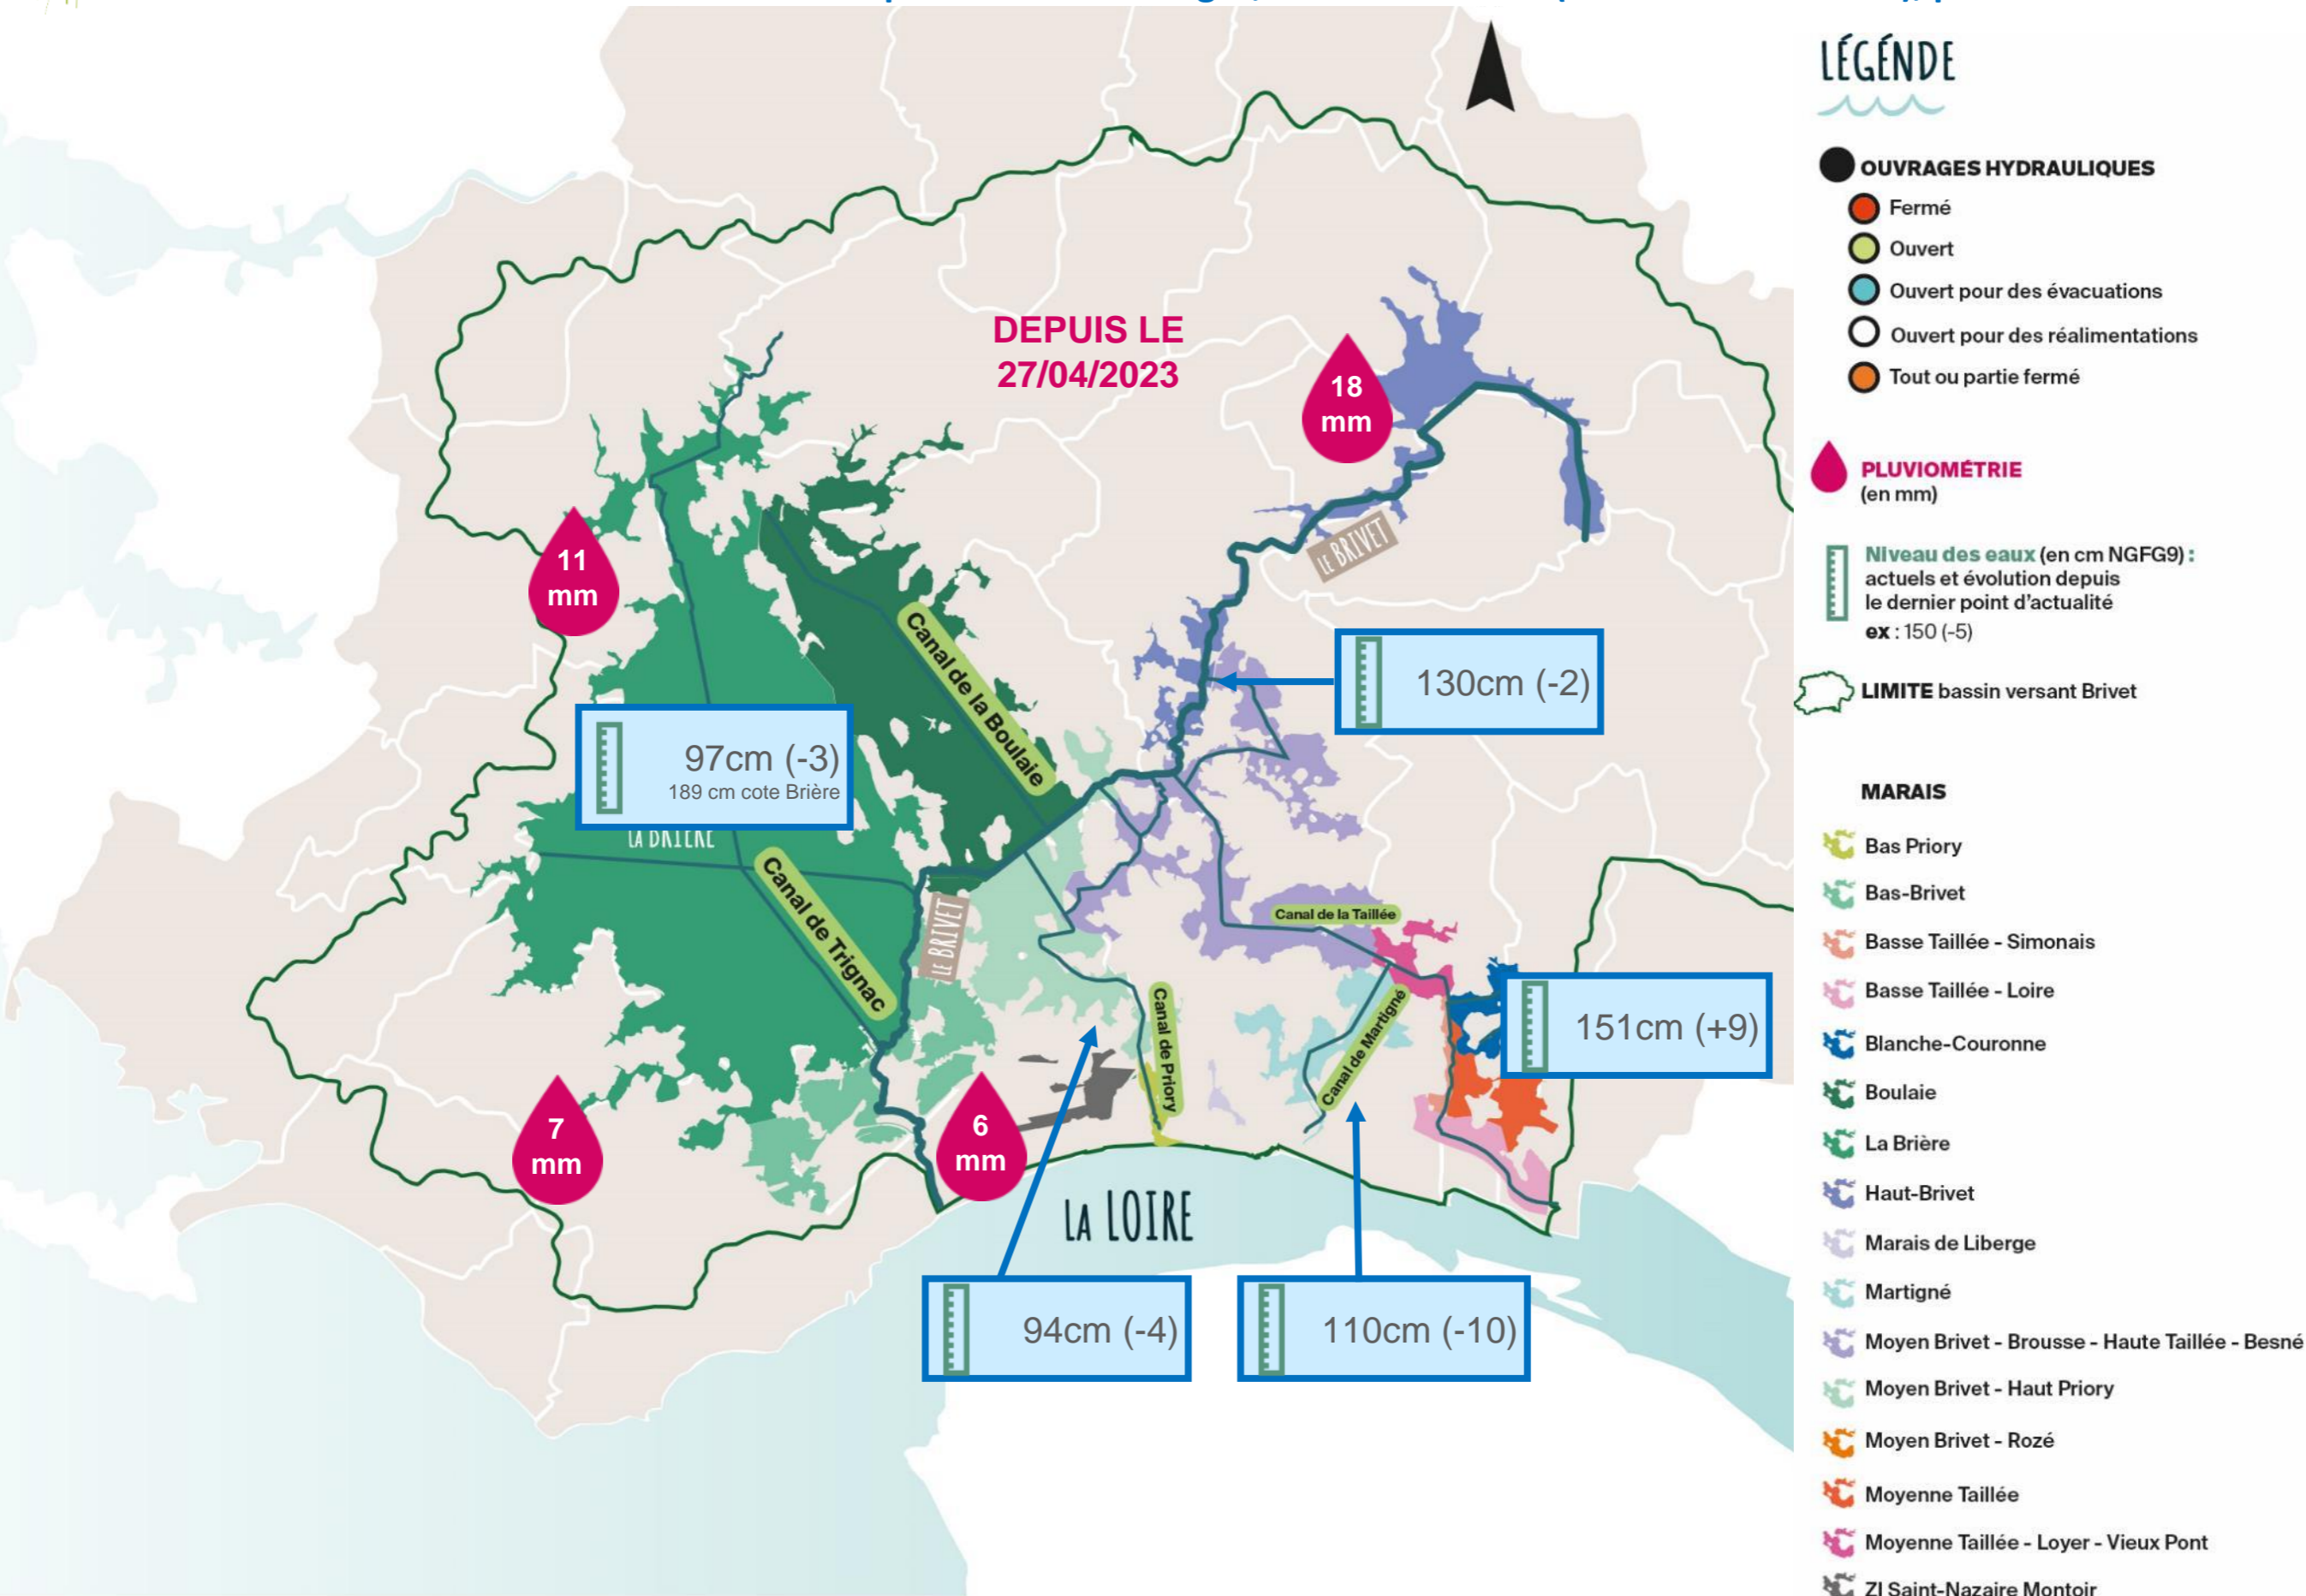 LÉGÉNDE
OUVRAGES HYDRAULIQUES
Fermé
Ouvert
Ouvert pour des évacuations
Ouvert pour des réalimentations
Tout ou partie fermé
PLUVIOMÉTRIE
(en mm)
Niveau des eaux (en cm NGFG9) :
actuels et évolution depuis
le dernier point d'actualité
ex : 150 (-5)
LIMITE bassin versant Brivet
MARAIS
Bas Priory
Bas-Brivet
Basse Taillée - Simonais
Basse Taillée - Loire
Blanche-Couronne
Boulaie
La Brière
Haut-Brivet
Marais de Liberge
Martigné
Moyen Brivet - Brousse - Haute Taillée - Besné
Moyen Brivet - Haut Priory
Moyen Brivet - Rozé
Moyenne Taillée
Moyenne Taillée - Loyer - Vieux Pont
ZI Saint-Nazaire Montoir
DEPUIS LE
27/04/2023
18
mm
11
mm
LE BRIVET
Canal de la Boulaie
130cm (-2)
97cm (-3)
189 cm cote Brière
LA BRIÈRE
Canal de Trignac
LE BRIVET
Canal de la Taillée
Canal de Priory
Canal de Martigné
151cm (+9)
7
mm
6
mm
LA LOIRE
94cm (-4)
110cm (-10)